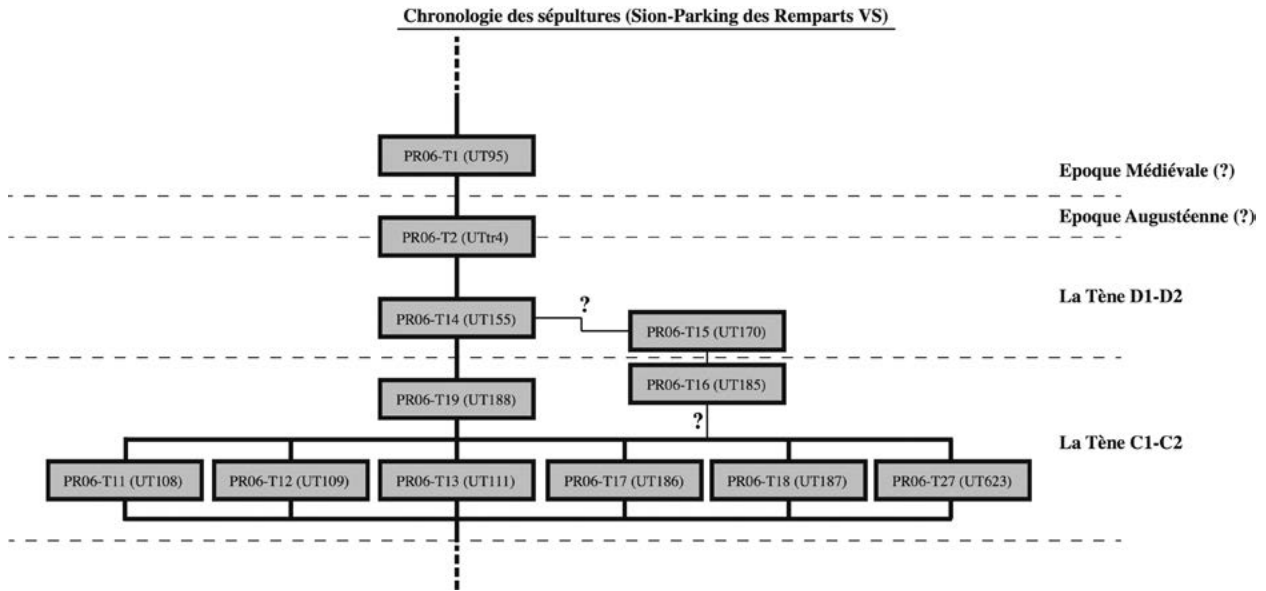 Chronologie des sépultures (Sion-Parking des Remparts VS)
PR06-T1 (UT95)
Epoque Médiévale (?)
PR06-T2 (UTtr4)
Epoque Augustéenne (?)
PR06-T14 (UT155)
?
PR06-T15 (UT170)
La Tène D1-D2
PR06-T16 (UT185)
PR06-T19 (UT188)
?
La Tène C1-C2
PR06-T11 (UT108)
PR06-T12 (UT109)
PR06-T13 (UT111)
PR06-T17 (UT186)
PR06-T18 (UT187)
PR06-T27 (UT623)